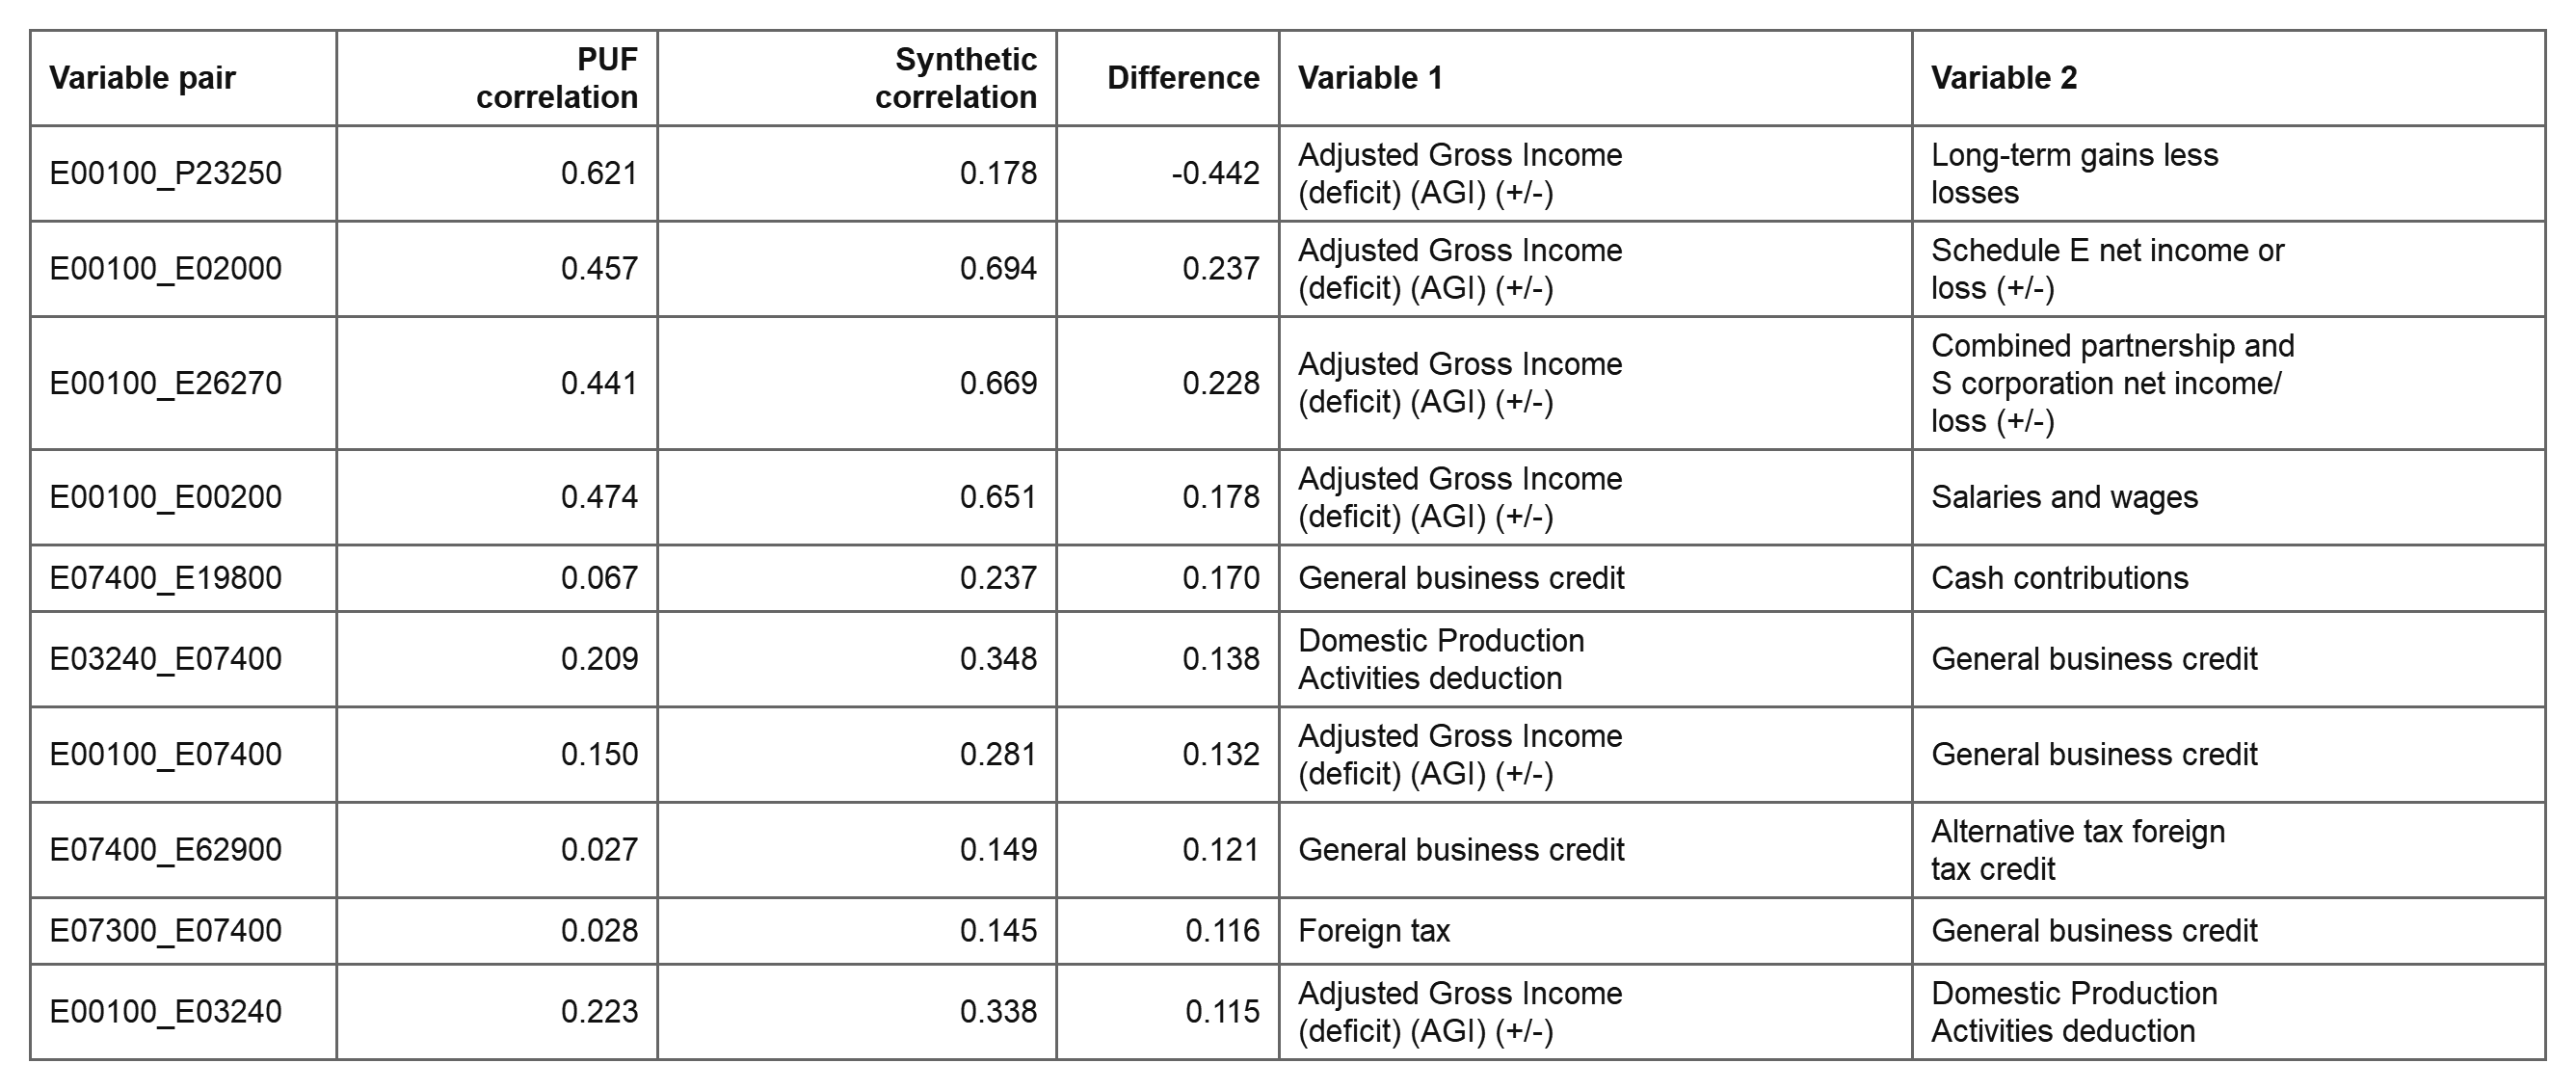 Variable pair
PUF
correlation
Synthetic
correlation
Difference
Variable 1
Variable 2
E00100_P23250
0.621
0.178
-0.442
Adjusted Gross Income
(deficit) (AGI) (+/-)
Long-term gains less
losses
E00100_E02000
0.457
0.694
0.237
Adjusted Gross Income
(deficit) (AGI) (+/-)
Schedule E net income or
loss (+/-)
E00100_E26270
0.441
0.669
0.228
Adjusted Gross Income
(deficit) (AGI) (+/-)
Combined partnership and
S corporation net income/
loss (+/-)
E00100_E00200
0.474
0.651
0.178
Adjusted Gross Income
(deficit) (AGI) (+/-)
Salaries and wages
E07400_E19800
0.067
0.237
0.170
General business credit
Cash contributions
E03240_E07400
0.209
0.348
0.138
Domestic Production
Activities deduction
General business credit
E00100_E07400
0.150
0.281
0.132
Adjusted Gross Income
(deficit) (AGI) (+/-)
General business credit
E07400_E62900
0.027
0.149
0.121
General business credit
Alternative tax foreign
tax credit
E07300_E07400
0.028
0.145
0.116
Foreign tax
General business credit
E00100_E03240
0.223
0.338
0.115
Adjusted Gross Income
(deficit) (AGI) (+/-)
Domestic Production
Activities deduction